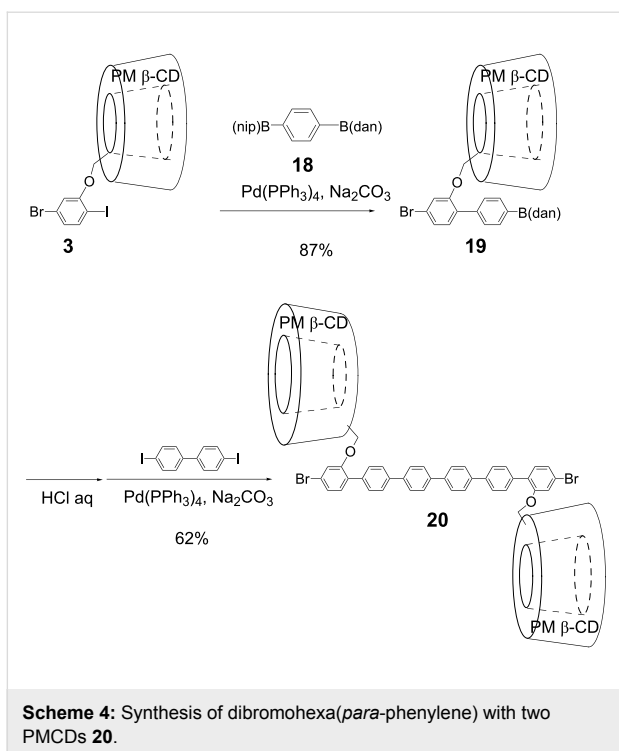 PM β-CD
PM β-CD
(nip)B
B(dan)
18
O
O
Pd(PPh3)4, Na2CO3
Br
I
Br
B(dan)
3
87%
19
PM β-CD
I
I
O
Br
Br
HCl aq
Pd(PPh3)4, Na2CO3
O
20
62%
PM β-CD
Scheme 4: Synthesis of dibromohexa(para-phenylene) with two
PMCDs 20.